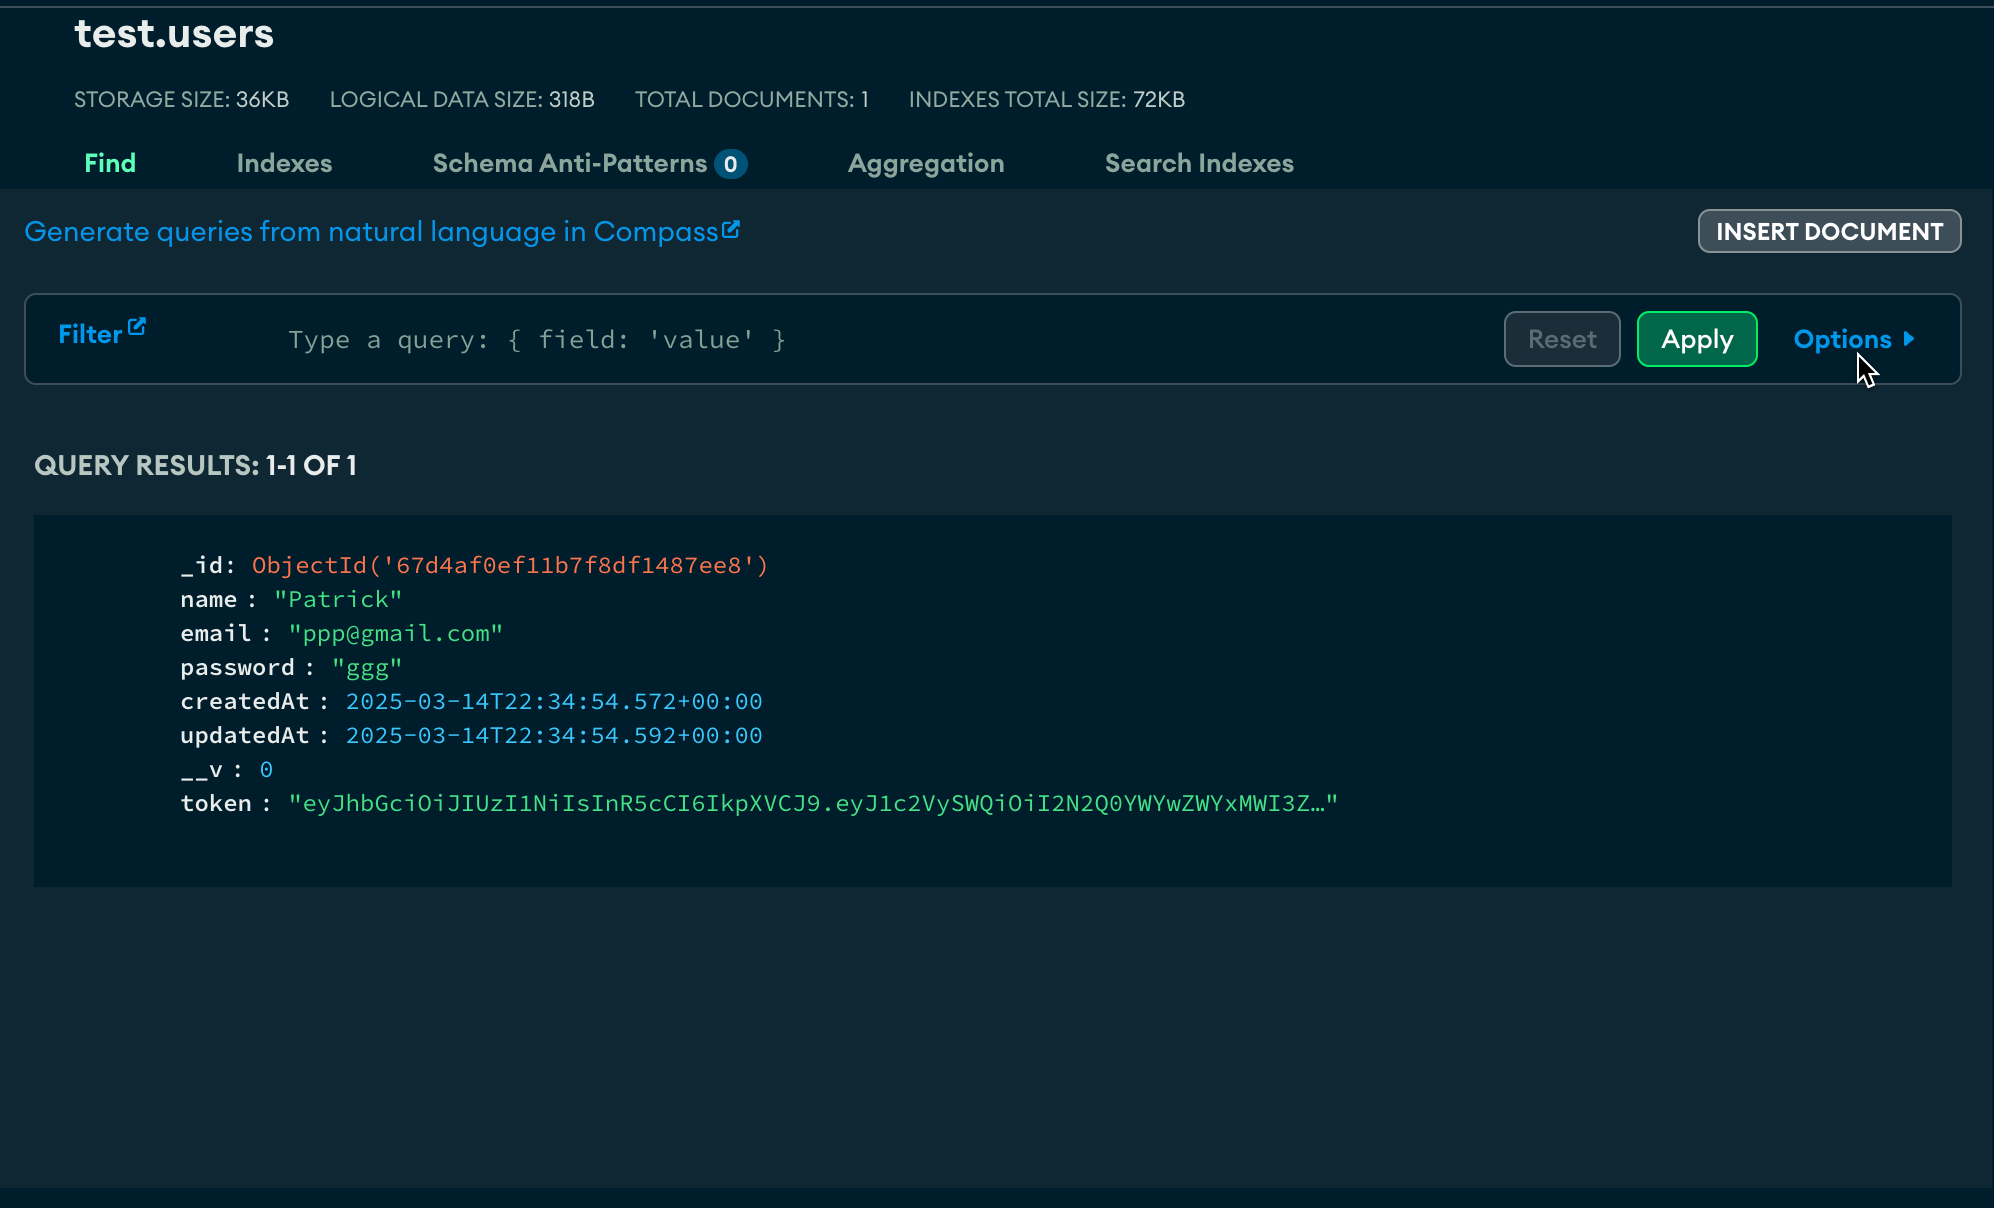 test.users
STORAGE SIZE: 36KB LOGICAL DATA SIZE: 318B TOTAL DOCUMENTS: 1 INDEXES TOTAL SIZE: 72KB
Find Indexes Schema Anti-Patterns 0 Aggregation Search Indexes
Generate queries from natural language in Compass
INSERT DOCUMENT
Filter Type a query: { field: 'value' } Reset Apply Options
QUERY RESULTS: 1-1 OF 1
_id: ObjectId('67d4af0ef11b7f8df1487ee8')
name : "Patrick"
email : "ppp@gmail.com"
password : "ggg"
createdAt : 2025-03-14T22:34:54.572+00:00
updatedAt : 2025-03-14T22:34:54.592+00:00
__v : 0
token : "eyJhbGciOiJIUzI1NiIsInR5cCI6IkpXVCJ9.eyJ1c2VySWQiOiI2N2Q0YWYwZWYxMWI3Z…"